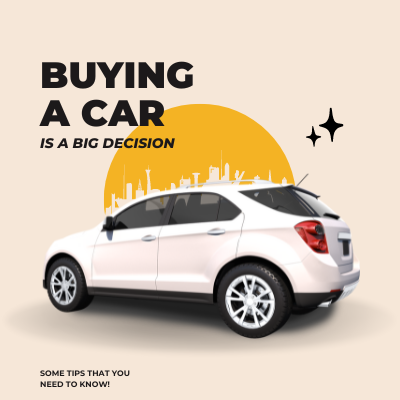 BUYING
A CAR
IS A BIG DECISION
SOME TIPS THAT YOU
NEED TO KNOW!